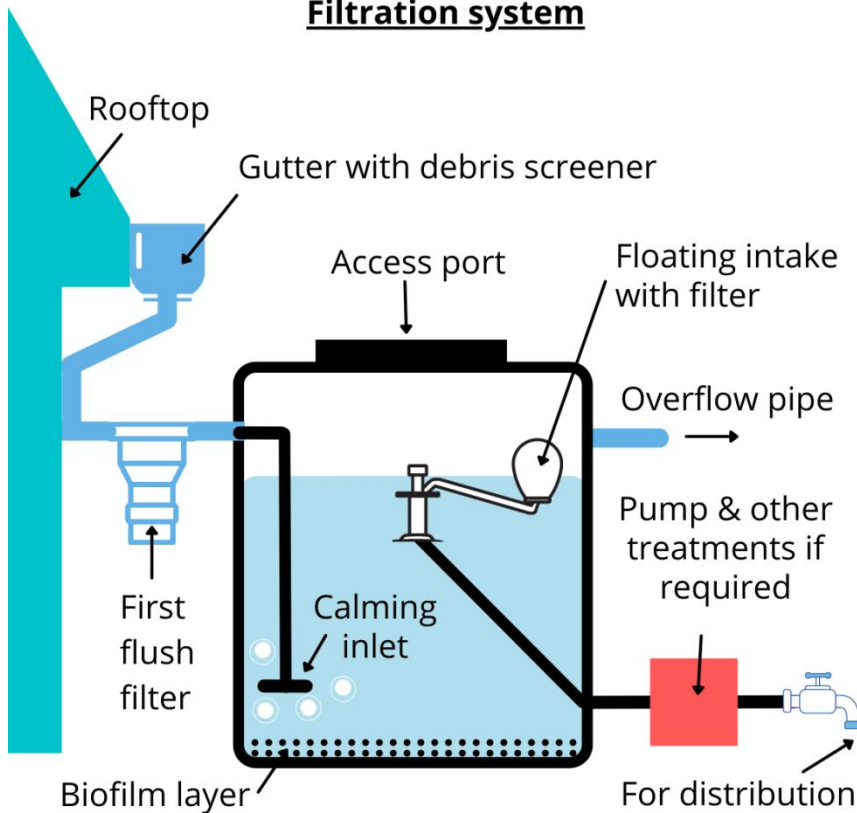 Filtration system
Rooftop
Gutter with debris screener
Access port
Floating intake
with filter
Overflow pipe
Pump & other
treatments if
required
First
flush
filter
Calming
inlet
Biofilm layer
For distribution